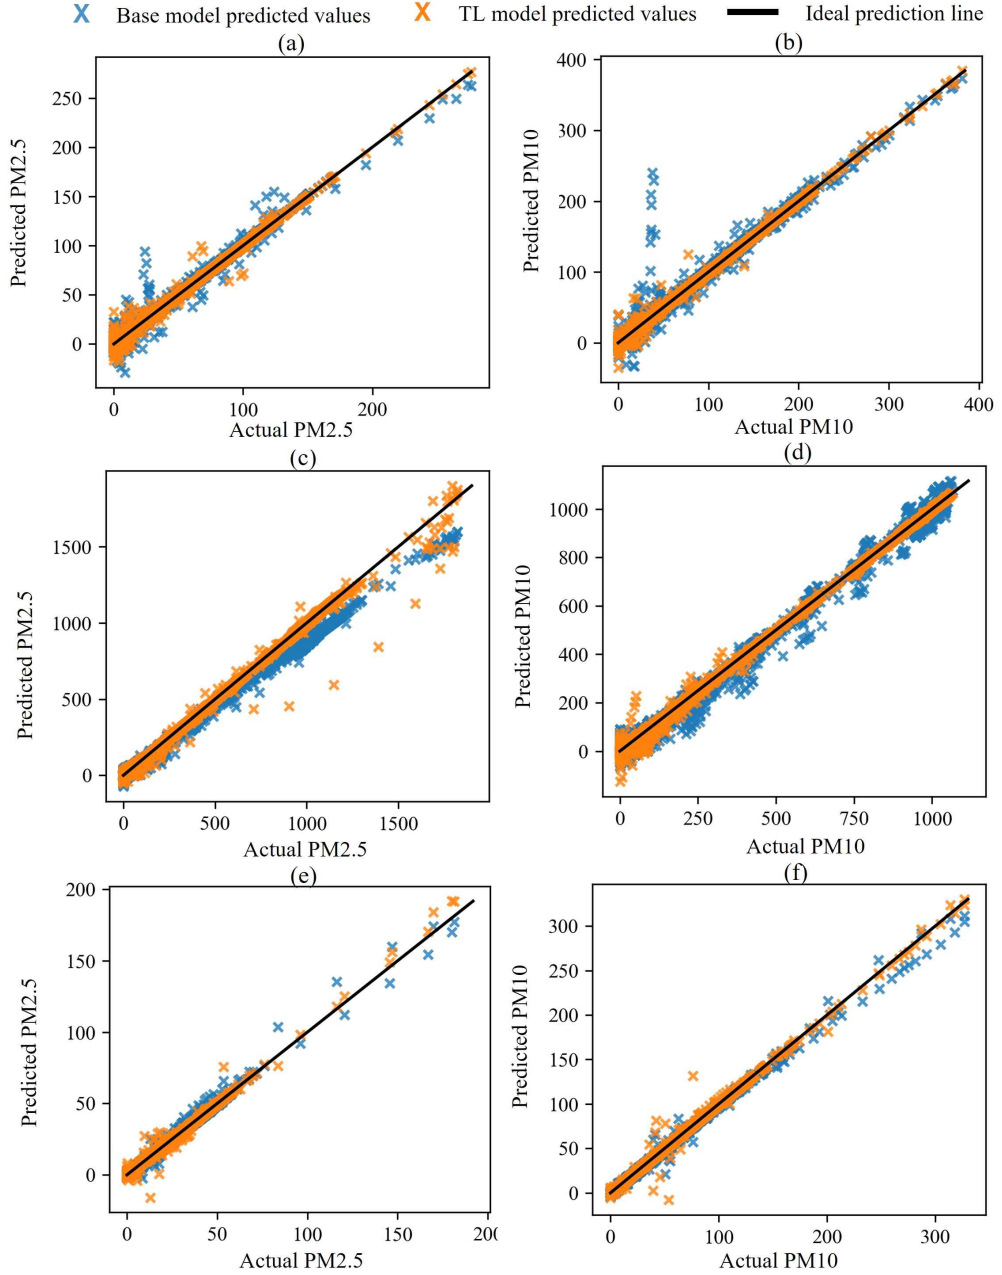 X Base model predicted values X TL model predicted values Ideal prediction line
(a)
250
200
150
100
50
0
Predicted PM2.5
0 100 200
Actual PM2.5
(b)
400
300
200
100
0
Predicted PM10
0 100 200 300 400
Actual PM10
(c)
1500
1000
500
0
Predicted PM2.5
0 500 1000 1500
Actual PM2.5
(d)
1000
800
600
400
200
0
Predicted PM10
0 250 500 750 1000
Actual PM10
(e)
200
150
100
50
0
Predicted PM2.5
0 50 100 150 200
Actual PM2.5
(f)
300
250
200
150
100
50
0
Predicted PM10
0 100 200 300
Actual PM10